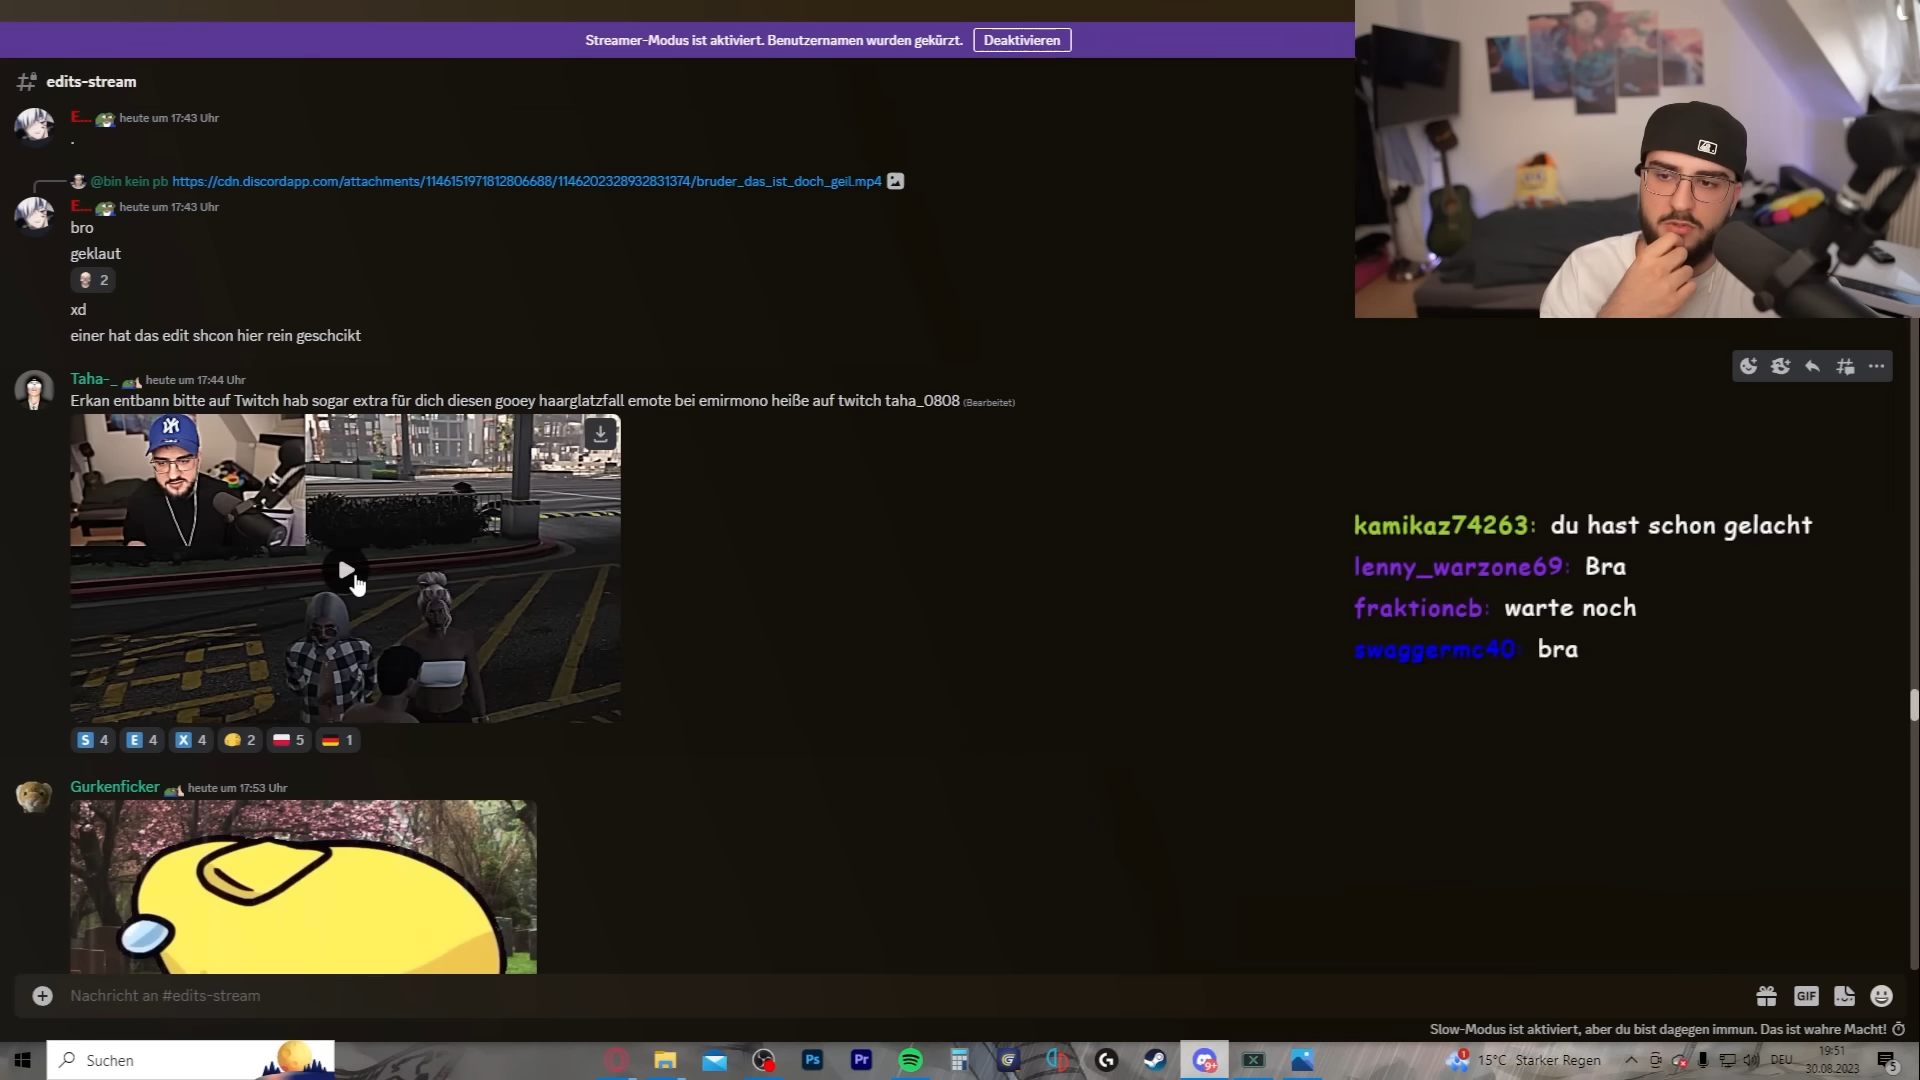 Streamer-Modus ist aktiviert. Benutzernamen wurden gekürzt. Deaktivieren
edits-stream
E... heute um 17:43 Uhr
.
@bin kein pb https://cdn.discordapp.com/attachments/1146151971812806688/1146202328932831374/bruder_das_ist_doch_geil.mp4
E... heute um 17:43 Uhr
bro
geklaut
2
xd
einer hat das edit shcon hier rein geschcikt
Taha-_ heute um 17:44 Uhr
Erkan entbann bitte auf Twitch hab sogar extra für dich diesen gooey haarglatzfall emote bei emirmono heiße auf twitch taha_0808 (Bearbeitet)
S 4 E 4 X 4 2 5 1
Gurkenficker heute um 17:53 Uhr
kamikaz74263: du hast schon gelacht
lenny_warzone69: Bra
fraktioncb: warte noch
swaggermc40: bra
Nachricht an #edits-stream
GIF
Slow-Modus ist aktiviert, aber du bist dagegen immun. Das ist wahre Macht!
Suchen
Ps Pr
9+
1
15°C Starker Regen
DEU
19:51
30.08.2023
5